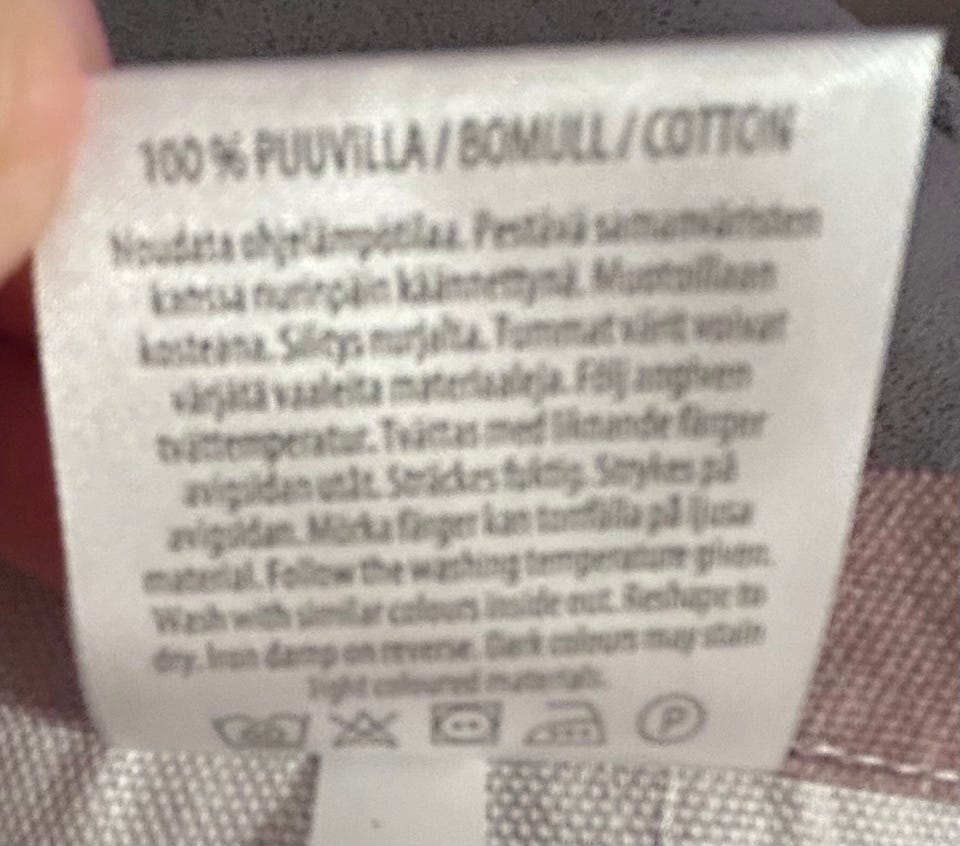 100 % PUUVILLA / BOMULL / COTTON
Noudata ohjelämpötilaa. Pestävä samanväristen
kanssa nurinpäin käännettynä. Muotoillaan
kosteana. Silitys nurjalta. Tummat värit voivat
värjätä vaaleita materiaaleja. Följ angiven
tvättemperatur. Tvättas med liknande färger
avigsidan utåt. Sträckes fuktig. Strykes på
avigsidan. Mörka färger kan tonfälla på ljusa
material. Follow the washing temperature given.
Wash with similar colours inside out. Reshape to
dry. Iron damp on reverse. Dark colours may stain
light coloured materials.
60 P